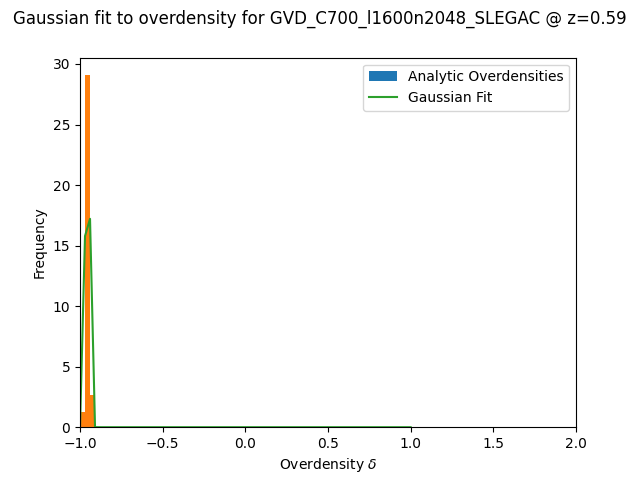 Gaussian fit to overdensity for GVD_C700_l1600n2048_SLEGAC @ z=0.59
30
25
20
15
10
5
0
Frequency
Analytic Overdensities
Gaussian Fit
−1.0 −0.5 0.0 0.5 1.0 1.5 2.0
Overdensity δ